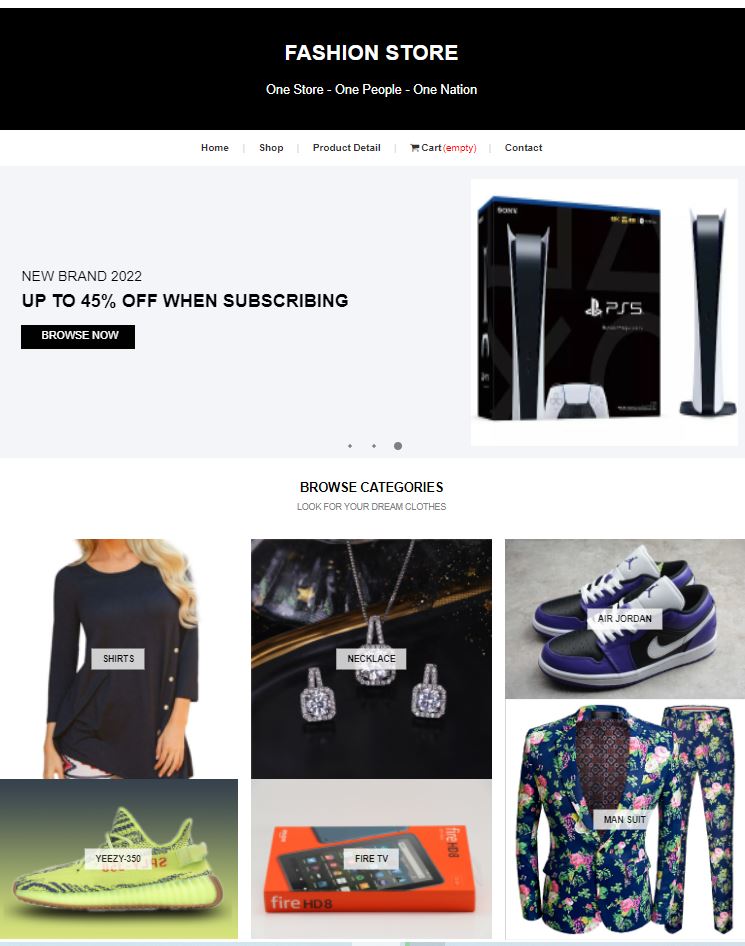 FASHION STORE
One Store - One People - One Nation
Home | Shop | Product Detail | Cart (empty) | Contact
SONY
PS5
NEW BRAND 2022
UP TO 45% OFF WHEN SUBSCRIBING
BROWSE NOW
BROWSE CATEGORIES
LOOK FOR YOUR DREAM CLOTHES
SHIRTS
NECKLACE
AIR JORDAN
MAN SUIT
YEEZY-350
FIRE TV
fire HD8
fire HD8